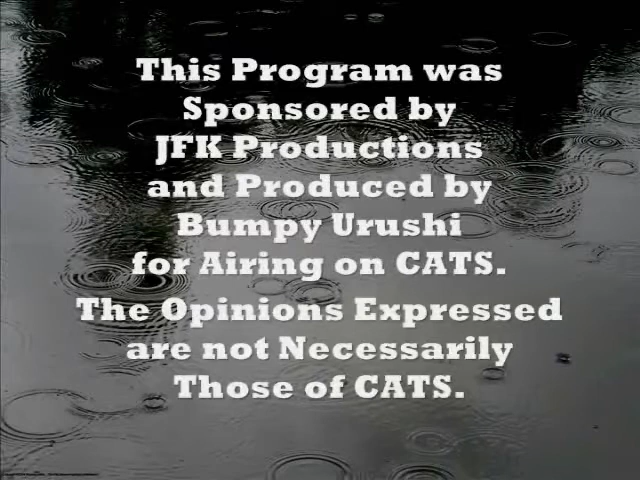 This Program was
Sponsored by
JFK Productions
and Produced by
Bumpy Urushi
for Airing on CATS.
The Opinions Expressed
are not Necessarily
Those of CATS.